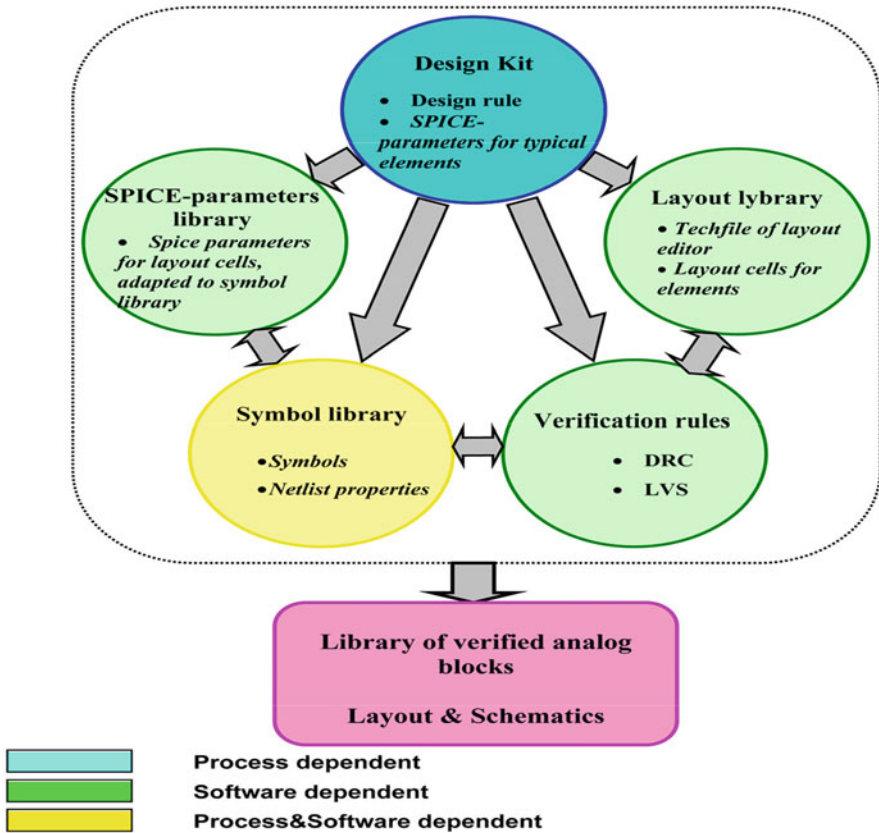 Design Kit
• Design rule
• SPICE-
parameters for typical
elements
SPICE-parameters
library
• Spice parameters
for layout cells,
adapted to symbol
library
Layout lybrary
• Techfile of layout
editor
• Layout cells for
elements
Symbol library
• Symbols
• Netlist properties
Verification rules
• DRC
• LVS
Library of verified analog
blocks
Layout & Schematics
Process dependent
Software dependent
Process&Software dependent